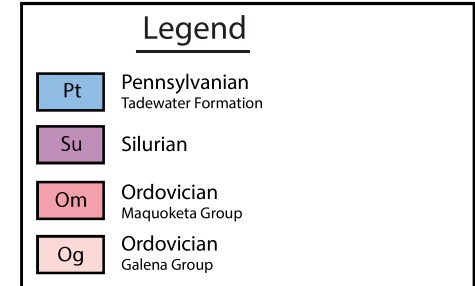 Legend
Pt
Pennsylvanian
Tadewater Formation
Su
Silurian
Om
Ordovician
Maquoketa Group
Og
Ordovician
Galena Group